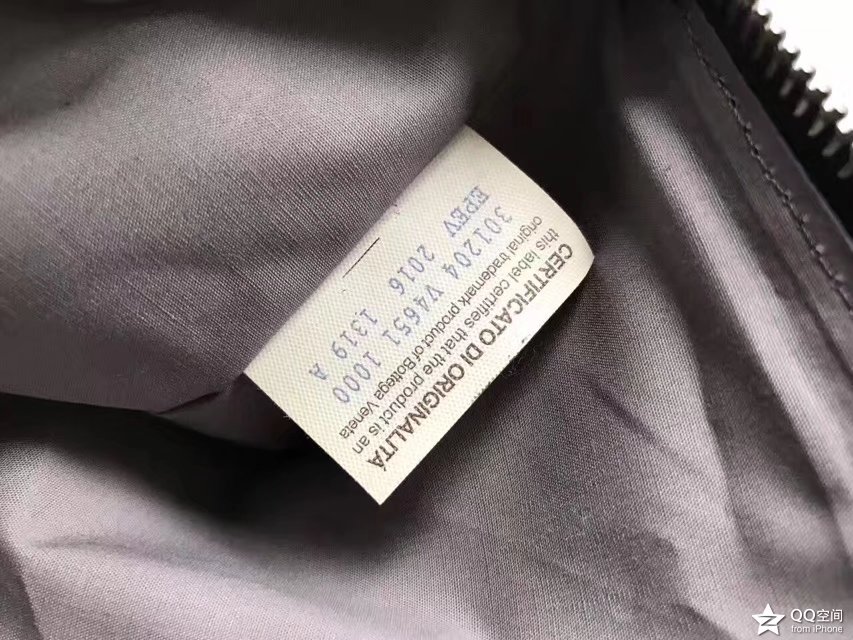 CERTIFICATO DI ORIGINALITÀ
this label certifies that the product is an
original trademark product of Bottega Veneta
301204 V4651 1000
EPEV 2016 1319 A
QQ空间
from iPhone